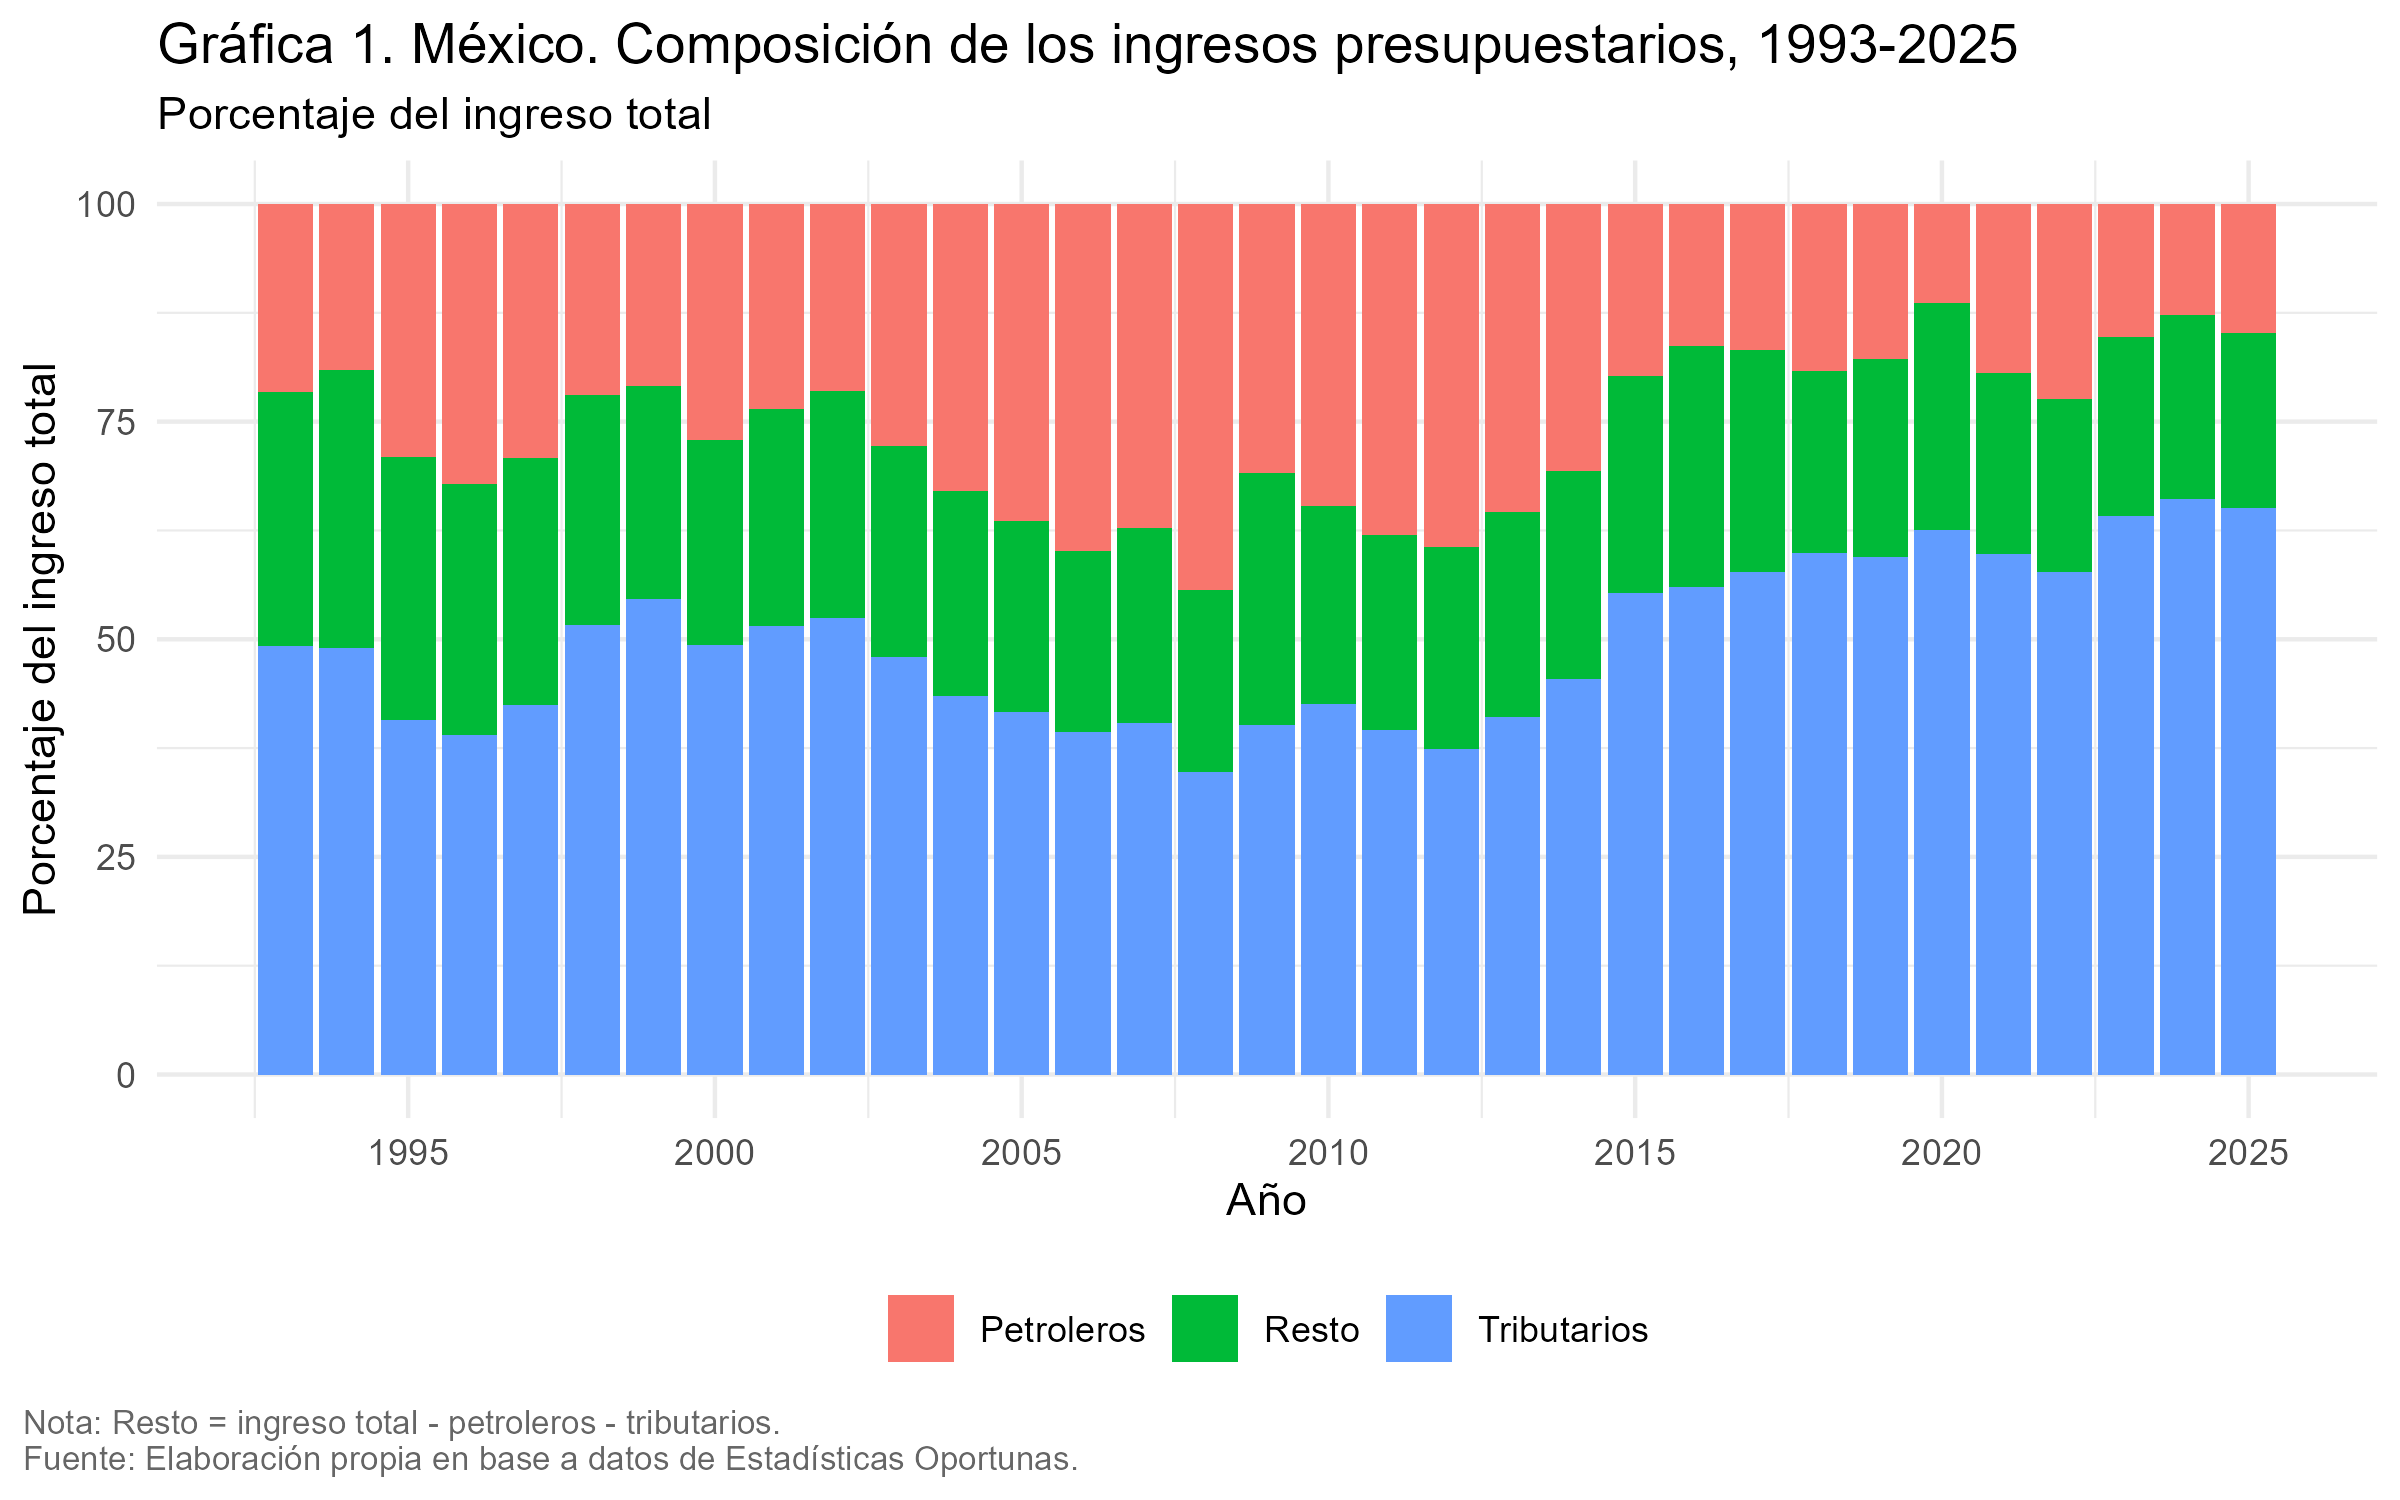 Gráfica 1. México. Composición de los ingresos presupuestarios, 1993-2025
Porcentaje del ingreso total
Porcentaje del ingreso total
100
75
50
25
0
1995 2000 2005 2010 2015 2020 2025
Año
Petroleros Resto Tributarios
Nota: Resto = ingreso total - petroleros - tributarios.
Fuente: Elaboración propia en base a datos de Estadísticas Oportunas.